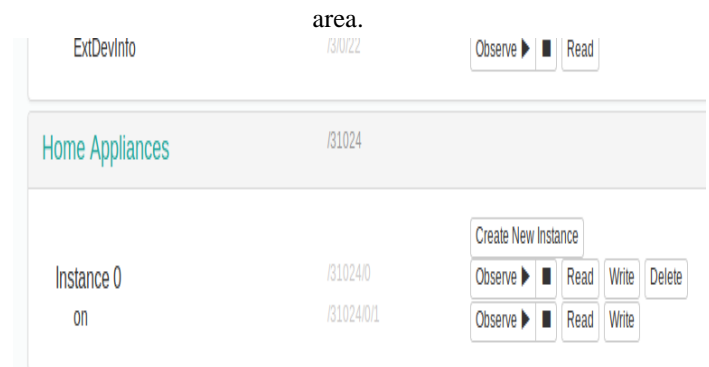 area.
ExtDevInfo /3/0/22 Observe Read
Home Appliances /31024
Create New Instance
Instance 0 /31024/0 Observe Read Write Delete
on /31024/0/1 Observe Read Write